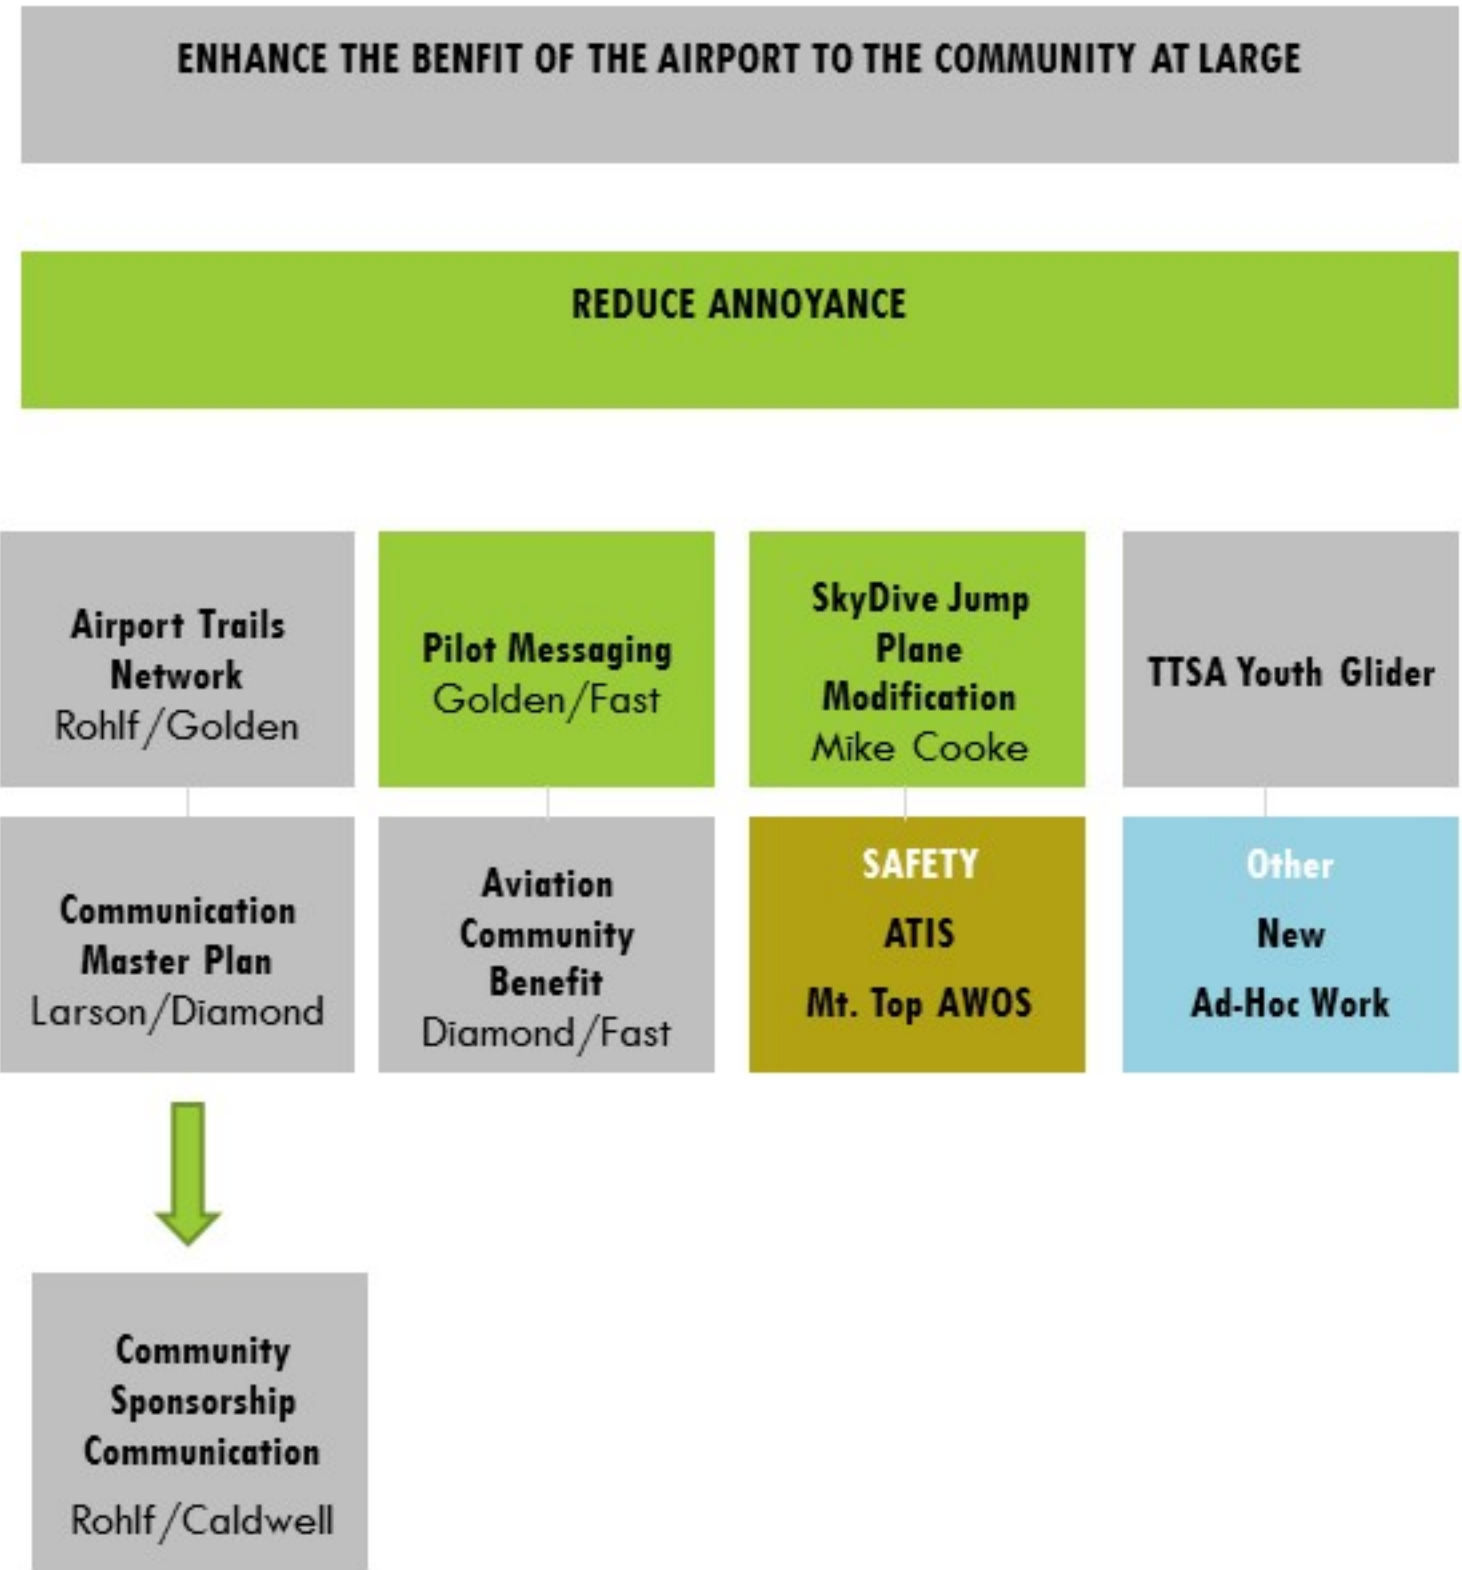 ENHANCE THE BENFIT OF THE AIRPORT TO THE COMMUNITY AT LARGE
REDUCE ANNOYANCE
Airport Trails
Network
Rohlf/Golden
Pilot Messaging
Golden/Fast
SkyDive Jump
Plane
Modification
Mike Cooke
TTSA Youth Glider
Communication
Master Plan
Larson/Diamond
Aviation
Community
Benefit
Diamond/Fast
SAFETY
ATIS
Mt. Top AWOS
Other
New
Ad-Hoc Work
Community
Sponsorship
Communication
Rohlf/Caldwell